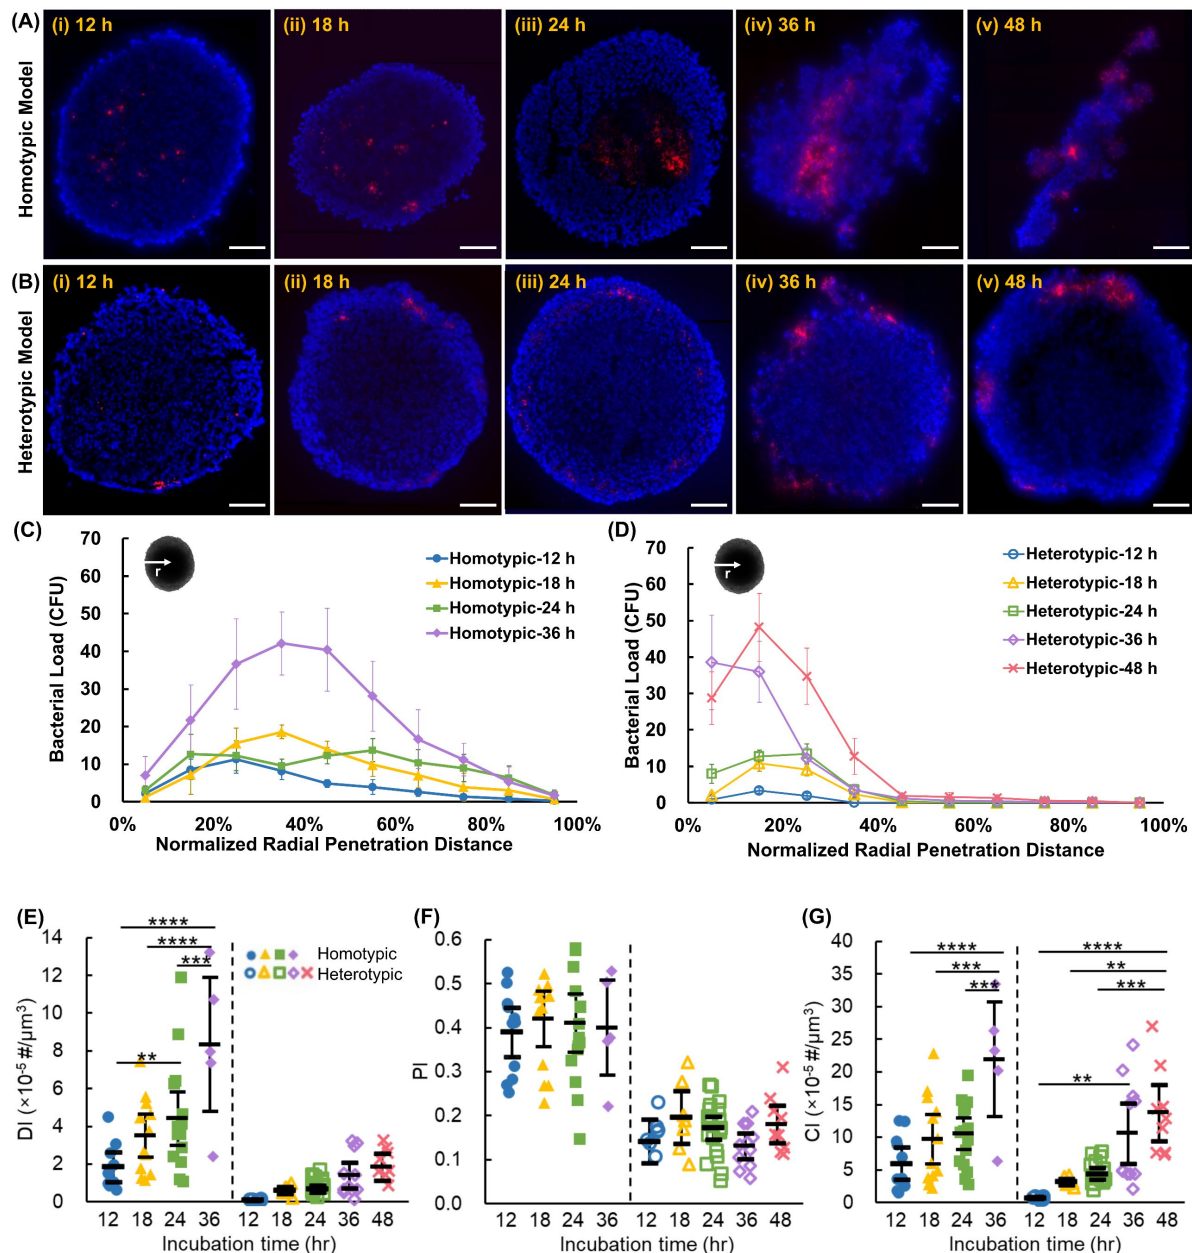 (A)
(i) 12 h
(ii) 18 h
(iii) 24 h
(iv) 36 h
(v) 48 h
Homotypic Model
(B)
(i) 12 h
(ii) 18 h
(iii) 24 h
(iv) 36 h
(v) 48 h
Heterotypic Model
(C)
70
60
50
40
30
20
10
0
Bacterial Load (CFU)
r
Homotypic-12 h
Homotypic-18 h
Homotypic-24 h
Homotypic-36 h
0% 20% 40% 60% 80% 100%
Normalized Radial Penetration Distance
(D)
70
60
50
40
30
20
10
0
Bacterial Load (CFU)
r
Heterotypic-12 h
Heterotypic-18 h
Heterotypic-24 h
Heterotypic-36 h
Heterotypic-48 h
0% 20% 40% 60% 80% 100%
Normalized Radial Penetration Distance
(E)
14
12
10
8
6
4
2
0
DI (×10⁻⁵ #/μm³)
****
****
***
**
Homotypic
Heterotypic
12 18 24 36 12 18 24 36 48
Incubation time (hr)
(F)
0.6
0.5
0.4
0.3
0.2
0.1
0.0
PI
12 18 24 36 12 18 24 36 48
Incubation time (hr)
(G)
40
35
30
25
20
15
10
5
0
CI (×10⁻⁵ #/μm³)
****
***
***
****
**
***
**
12 18 24 36 12 18 24 36 48
Incubation time (hr)